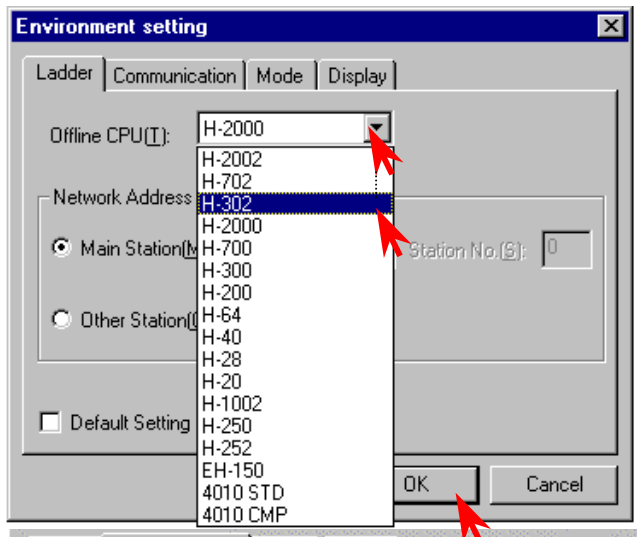 Environment setting
Ladder Communication Mode Display
Offline CPU(T): H-2000
H-2002
H-702
Network Address
H-302
H-2000
Main Station(M H-700 Station No.(S): 0
H-300
H-200
Other Station( H-64
H-40
H-28
H-20
H-1002
Default Setting H-250
H-252
EH-150
4010 STD OK Cancel
4010 CMP